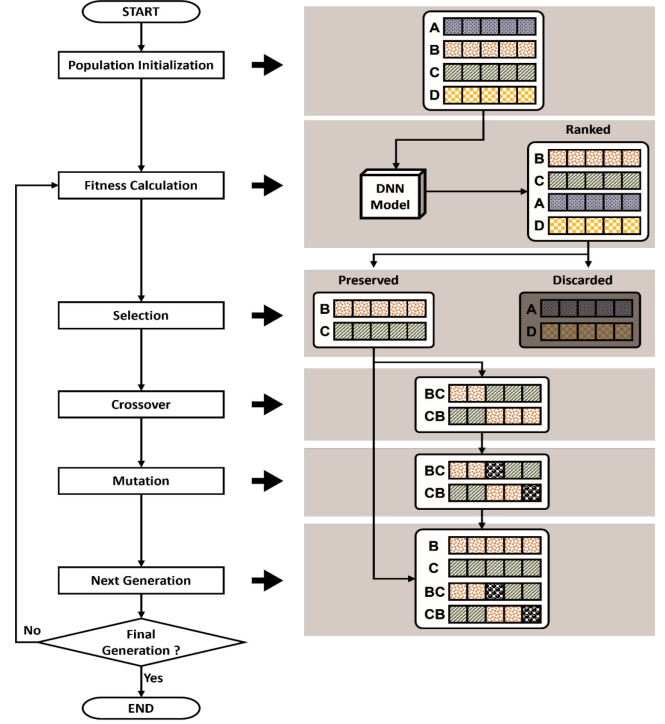 START
Population Initialization
A
B
C
D
Ranked
Fitness Calculation
DNN
Model
B
C
A
D
Preserved
Discarded
Selection
B
C
A
D
Crossover
BC
CB
Mutation
BC
CB
Next Generation
B
C
BC
CB
No
Final
Generation ?
Yes
END